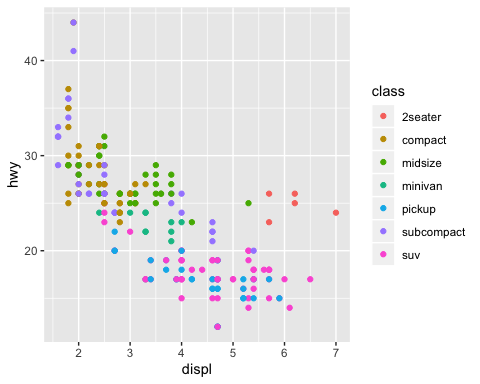 hwy
40
30
20
2 3 4 5 6 7
displ
class
2seater
compact
midsize
minivan
pickup
subcompact
suv